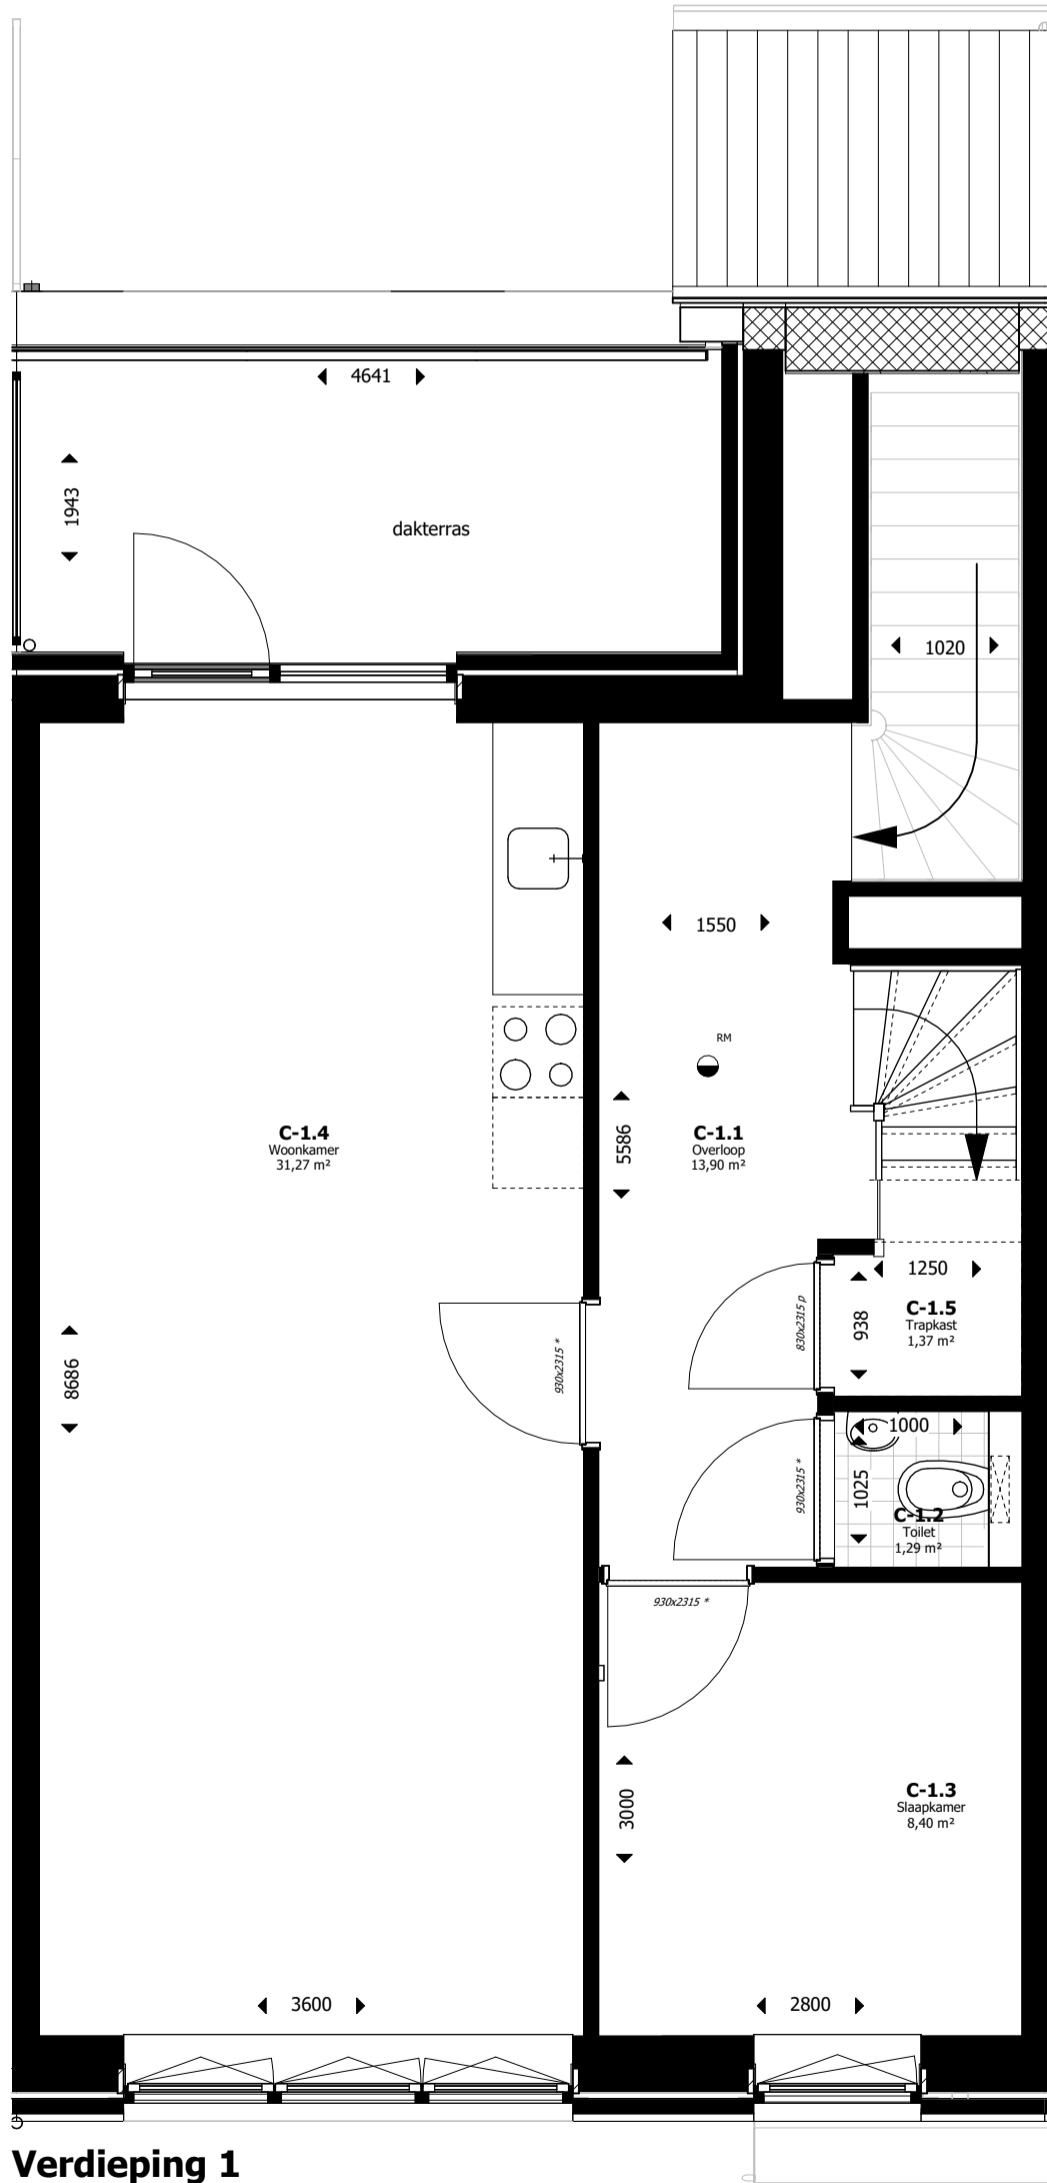 4641
1943
dakterras
1020
1550
RM
C-1.4
Woonkamer
31,27 m²
5586
C-1.1
Overloop
13,90 m²
1250
938
C-1.5
Trapkast
1,37 m²
830x2315 p
930x2315 *
8686
1000
1025
930x2315 *
C-1.2
Toilet
1,29 m²
930x2315 *
3000
C-1.3
Slaapkamer
8,40 m²
3600
2800
Verdieping 1